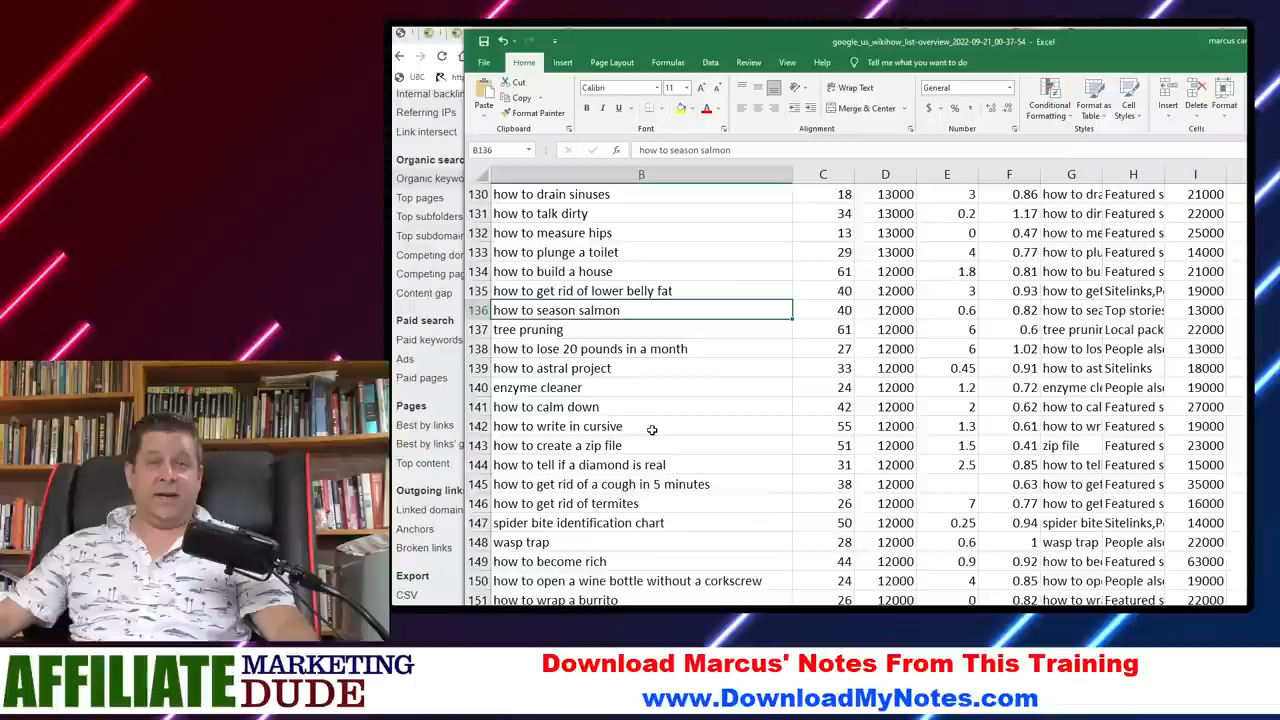 google_us_wikihow_list-overview_2022-09-21_00-37-54 - Excel
marcus car
File Home Insert Page Layout Formulas Data Review View Help Tell me what you want to do
UBC
Cut
Copy
Format Painter
Paste
Clipboard
Calibri 11
Font
Wrap Text
Merge & Center
Alignment
General
Number
Conditional Formatting
Format as Table
Cell Styles
Styles
Insert Delete Format
Cells
B136 fx how to season salmon
B C D E F G H I
130 how to drain sinuses 18 13000 3 0.86 how to dra Featured s 21000
131 how to talk dirty 34 13000 0.2 1.17 how to dir Featured s 22000
132 how to measure hips 13 13000 0 0.47 how to me Featured s 25000
133 how to plunge a toilet 29 13000 4 0.77 how to plu Featured s 14000
134 how to build a house 61 12000 1.8 0.81 how to bu Featured s 21000
135 how to get rid of lower belly fat 40 12000 3 0.93 how to get Sitelinks,P 19000
136 how to season salmon 40 12000 0.6 0.82 how to sea Top stories 13000
137 tree pruning 61 12000 6 0.6 tree prunin Local pack 22000
138 how to lose 20 pounds in a month 27 12000 6 1.02 how to los People also 13000
139 how to astral project 33 12000 0.45 0.91 how to ast Sitelinks 18000
140 enzyme cleaner 24 12000 1.2 0.72 enzyme cle People also 19000
141 how to calm down 42 12000 2 0.62 how to cal Featured s 27000
142 how to write in cursive 55 12000 1.3 0.61 how to wr Featured s 19000
143 how to create a zip file 51 12000 1.5 0.41 zip file Featured s 23000
144 how to tell if a diamond is real 31 12000 2.5 0.85 how to tell Featured s 15000
145 how to get rid of a cough in 5 minutes 38 12000 0.63 how to get Featured s 35000
146 how to get rid of termites 26 12000 7 0.77 how to get Featured s 16000
147 spider bite identification chart 50 12000 0.25 0.94 spider bite Sitelinks,P 14000
148 wasp trap 28 12000 0.6 1 wasp trap People also 22000
149 how to become rich 44 12000 0.9 0.92 how to bec Featured s 63000
150 how to open a wine bottle without a corkscrew 24 12000 4 0.85 how to op Featured s 19000
151 how to wrap a burrito 26 12000 0 0.82 how to wr Featured s 22000
Internal backlink
Referring IPs
Link intersect
Organic searc
Organic keywo
Top pages
Top subfolders
Top subdomai
Competing do
Competing pag
Content gap
Paid search
Paid keywords
Ads
Paid pages
Pages
Best by links
Best by links' g
Top content
Outgoing link
Linked domain
Anchors
Broken links
Export
CSV
AFFILIATE MARKETING DUDE
Download Marcus' Notes From This Training
www.DownloadMyNotes.com